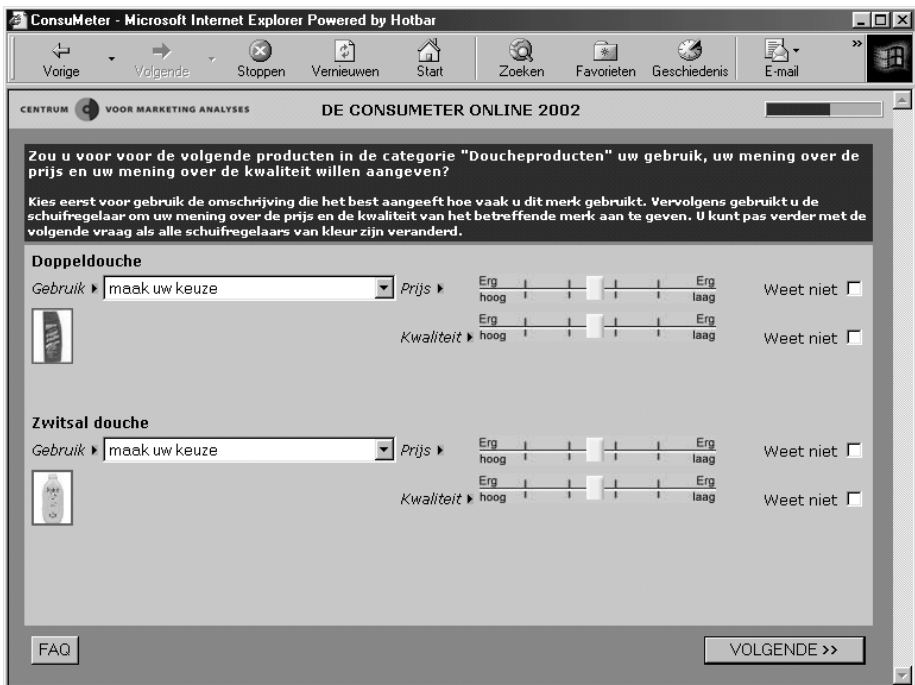 ConsuMeter - Microsoft Internet Explorer Powered by Hotbar
Vorige Volgende Stoppen Vernieuwen Start Zoeken Favorieten Geschiedenis E-mail »
CENTRUM C VOOR MARKETING ANALYSES DE CONSUMETER ONLINE 2002
Zou u voor voor de volgende producten in de categorie "Doucheproducten" uw gebruik, uw mening over de
prijs en uw mening over de kwaliteit willen aangeven?
Kies eerst voor gebruik de omschrijving die het best aangeeft hoe vaak u dit merk gebruikt. Vervolgens gebruikt u de
schuifregelaar om uw mening over de prijs en de kwaliteit van het betreffende merk aan te geven. U kunt pas verder met de
volgende vraag als alle schuifregelaars van kleur zijn veranderd.
Doppeldouche
Gebruik maak uw keuze Prijs Erg hoog Erg laag Weet niet
Kwaliteit Erg hoog Erg laag Weet niet
Zwitsal douche
Gebruik maak uw keuze Prijs Erg hoog Erg laag Weet niet
Kwaliteit Erg hoog Erg laag Weet niet
FAQ VOLGENDE >>